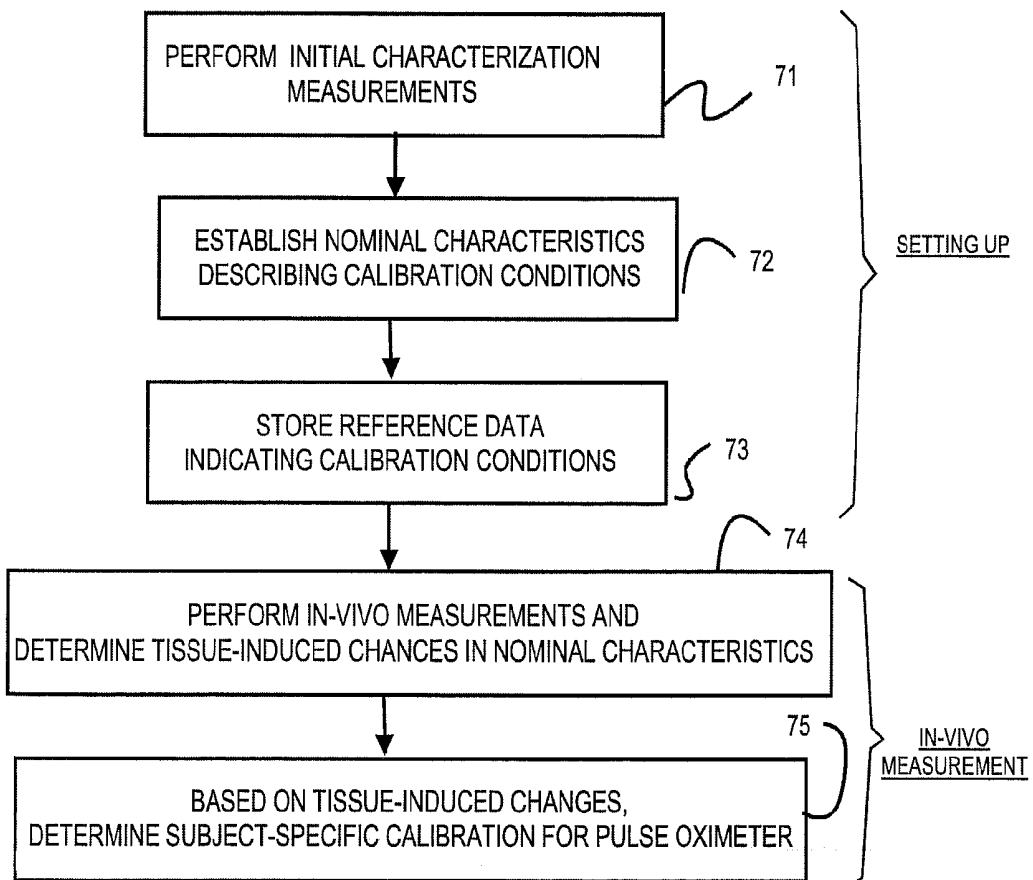 PERFORM INITIAL CHARACTERIZATION
MEASUREMENTS
71
ESTABLISH NOMINAL CHARACTERISTICS
DESCRIBING CALIBRATION CONDITIONS
72
SETTING UP
STORE REFERENCE DATA
INDICATING CALIBRATION CONDITIONS
73
74
PERFORM IN-VIVO MEASUREMENTS AND
DETERMINE TISSUE-INDUCED CHANCES IN NOMINAL CHARACTERISTICS
75
IN-VIVO
MEASUREMENT
BASED ON TISSUE-INDUCED CHANGES,
DETERMINE SUBJECT-SPECIFIC CALIBRATION FOR PULSE OXIMETER